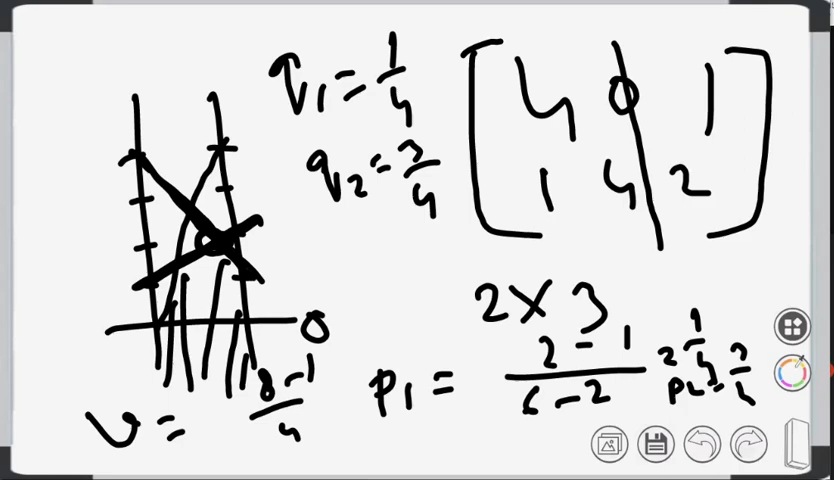 q₁ = 1/4
q₂ = 3/4
[4 0 1
1 4 2]
0
2 × 3
p₁ = 2 - 1 / 6 - 2 = 1/4
p₂ = 3/4
v = 8 - 1 / 4